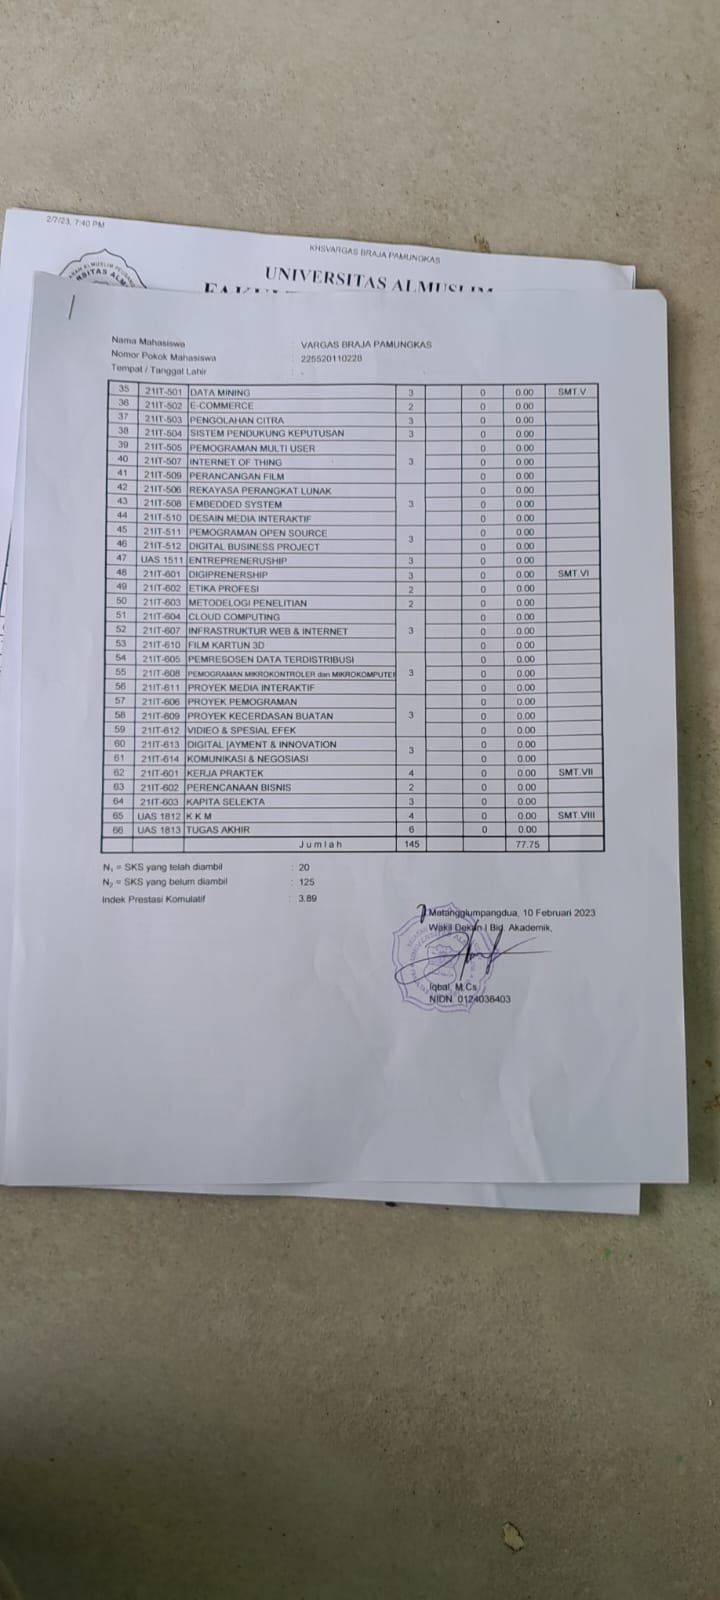 2/7/23, 7:40 PM
KHSVARGAS BRAJA PAMUNGKAS
UNIVERSITAS ALMUSLIM
Nama Mahasiswa : VARGAS BRAJA PAMUNGKAS
Nomor Pokok Mahasiswa : 225520110228
Tempat / Tanggal Lahir : -
35 21IT-501 DATA MINING 3 0 0.00 SMT.V
36 21IT-502 E-COMMERCE 2 0 0.00
37 21IT-503 PENGOLAHAN CITRA 3 0 0.00
38 21IT-504 SISTEM PENDUKUNG KEPUTUSAN 3 0 0.00
39 21IT-505 PEMOGRAMAN MULTI USER 0 0.00
40 21IT-507 INTERNET OF THING 3 0 0.00
41 21IT-509 PERANCANGAN FILM 0 0.00
42 21IT-506 REKAYASA PERANGKAT LUNAK 0 0.00
43 21IT-508 EMBEDDED SYSTEM 3 0 0.00
44 21IT-510 DESAIN MEDIA INTERAKTIF 0 0.00
45 21IT-511 PEMOGRAMAN OPEN SOURCE 3 0 0.00
46 21IT-512 DIGITAL BUSINESS PROJECT 0 0.00
47 UAS 1511 ENTREPRENERUSHIP 3 0 0.00
48 21IT-601 DIGIPRENERSHIP 3 0 0.00 SMT.VI
49 21IT-602 ETIKA PROFESI 2 0 0.00
50 21IT-603 METODELOGI PENELITIAN 2 0 0.00
51 21IT-604 CLOUD COMPUTING 0 0.00
52 21IT-607 INFRASTRUKTUR WEB & INTERNET 3 0 0.00
53 21IT-610 FILM KARTUN 3D 0 0.00
54 21IT-605 PEMRESOSEN DATA TERDISTRIBUSI 0 0.00
55 21IT-608 PEMOGRAMAN MIKROKONTROLER dan MIKROKOMPUTER 3 0 0.00
56 21IT-611 PROYEK MEDIA INTERAKTIF 0 0.00
57 21IT-606 PROYEK PEMOGRAMAN 0 0.00
58 21IT-609 PROYEK KECERDASAN BUATAN 3 0 0.00
59 21IT-612 VIDIEO & SPESIAL EFEK 0 0.00
60 21IT-613 DIGITAL |AYMENT & INNOVATION 3 0 0.00
61 21IT-614 KOMUNIKASI & NEGOSIASI 0 0.00
62 21IT-601 KERJA PRAKTEK 4 0 0.00 SMT.VII
63 21IT-602 PERENCANAAN BISNIS 2 0 0.00
64 21IT-603 KAPITA SELEKTA 3 0 0.00
65 UAS 1812 K K M 4 0 0.00 SMT.VIII
66 UAS 1813 TUGAS AKHIR 6 0 0.00
Jumlah 145 77.75
N1 = SKS yang telah diambil : 20
N2 = SKS yang belum diambil : 125
Indek Prestasi Komulatif : 3.89
Matangglumpangdua, 10 Februari 2023
Wakil Dekan I Big. Akademik,
Iqbal, M.Cs
NIDN. 0124038403